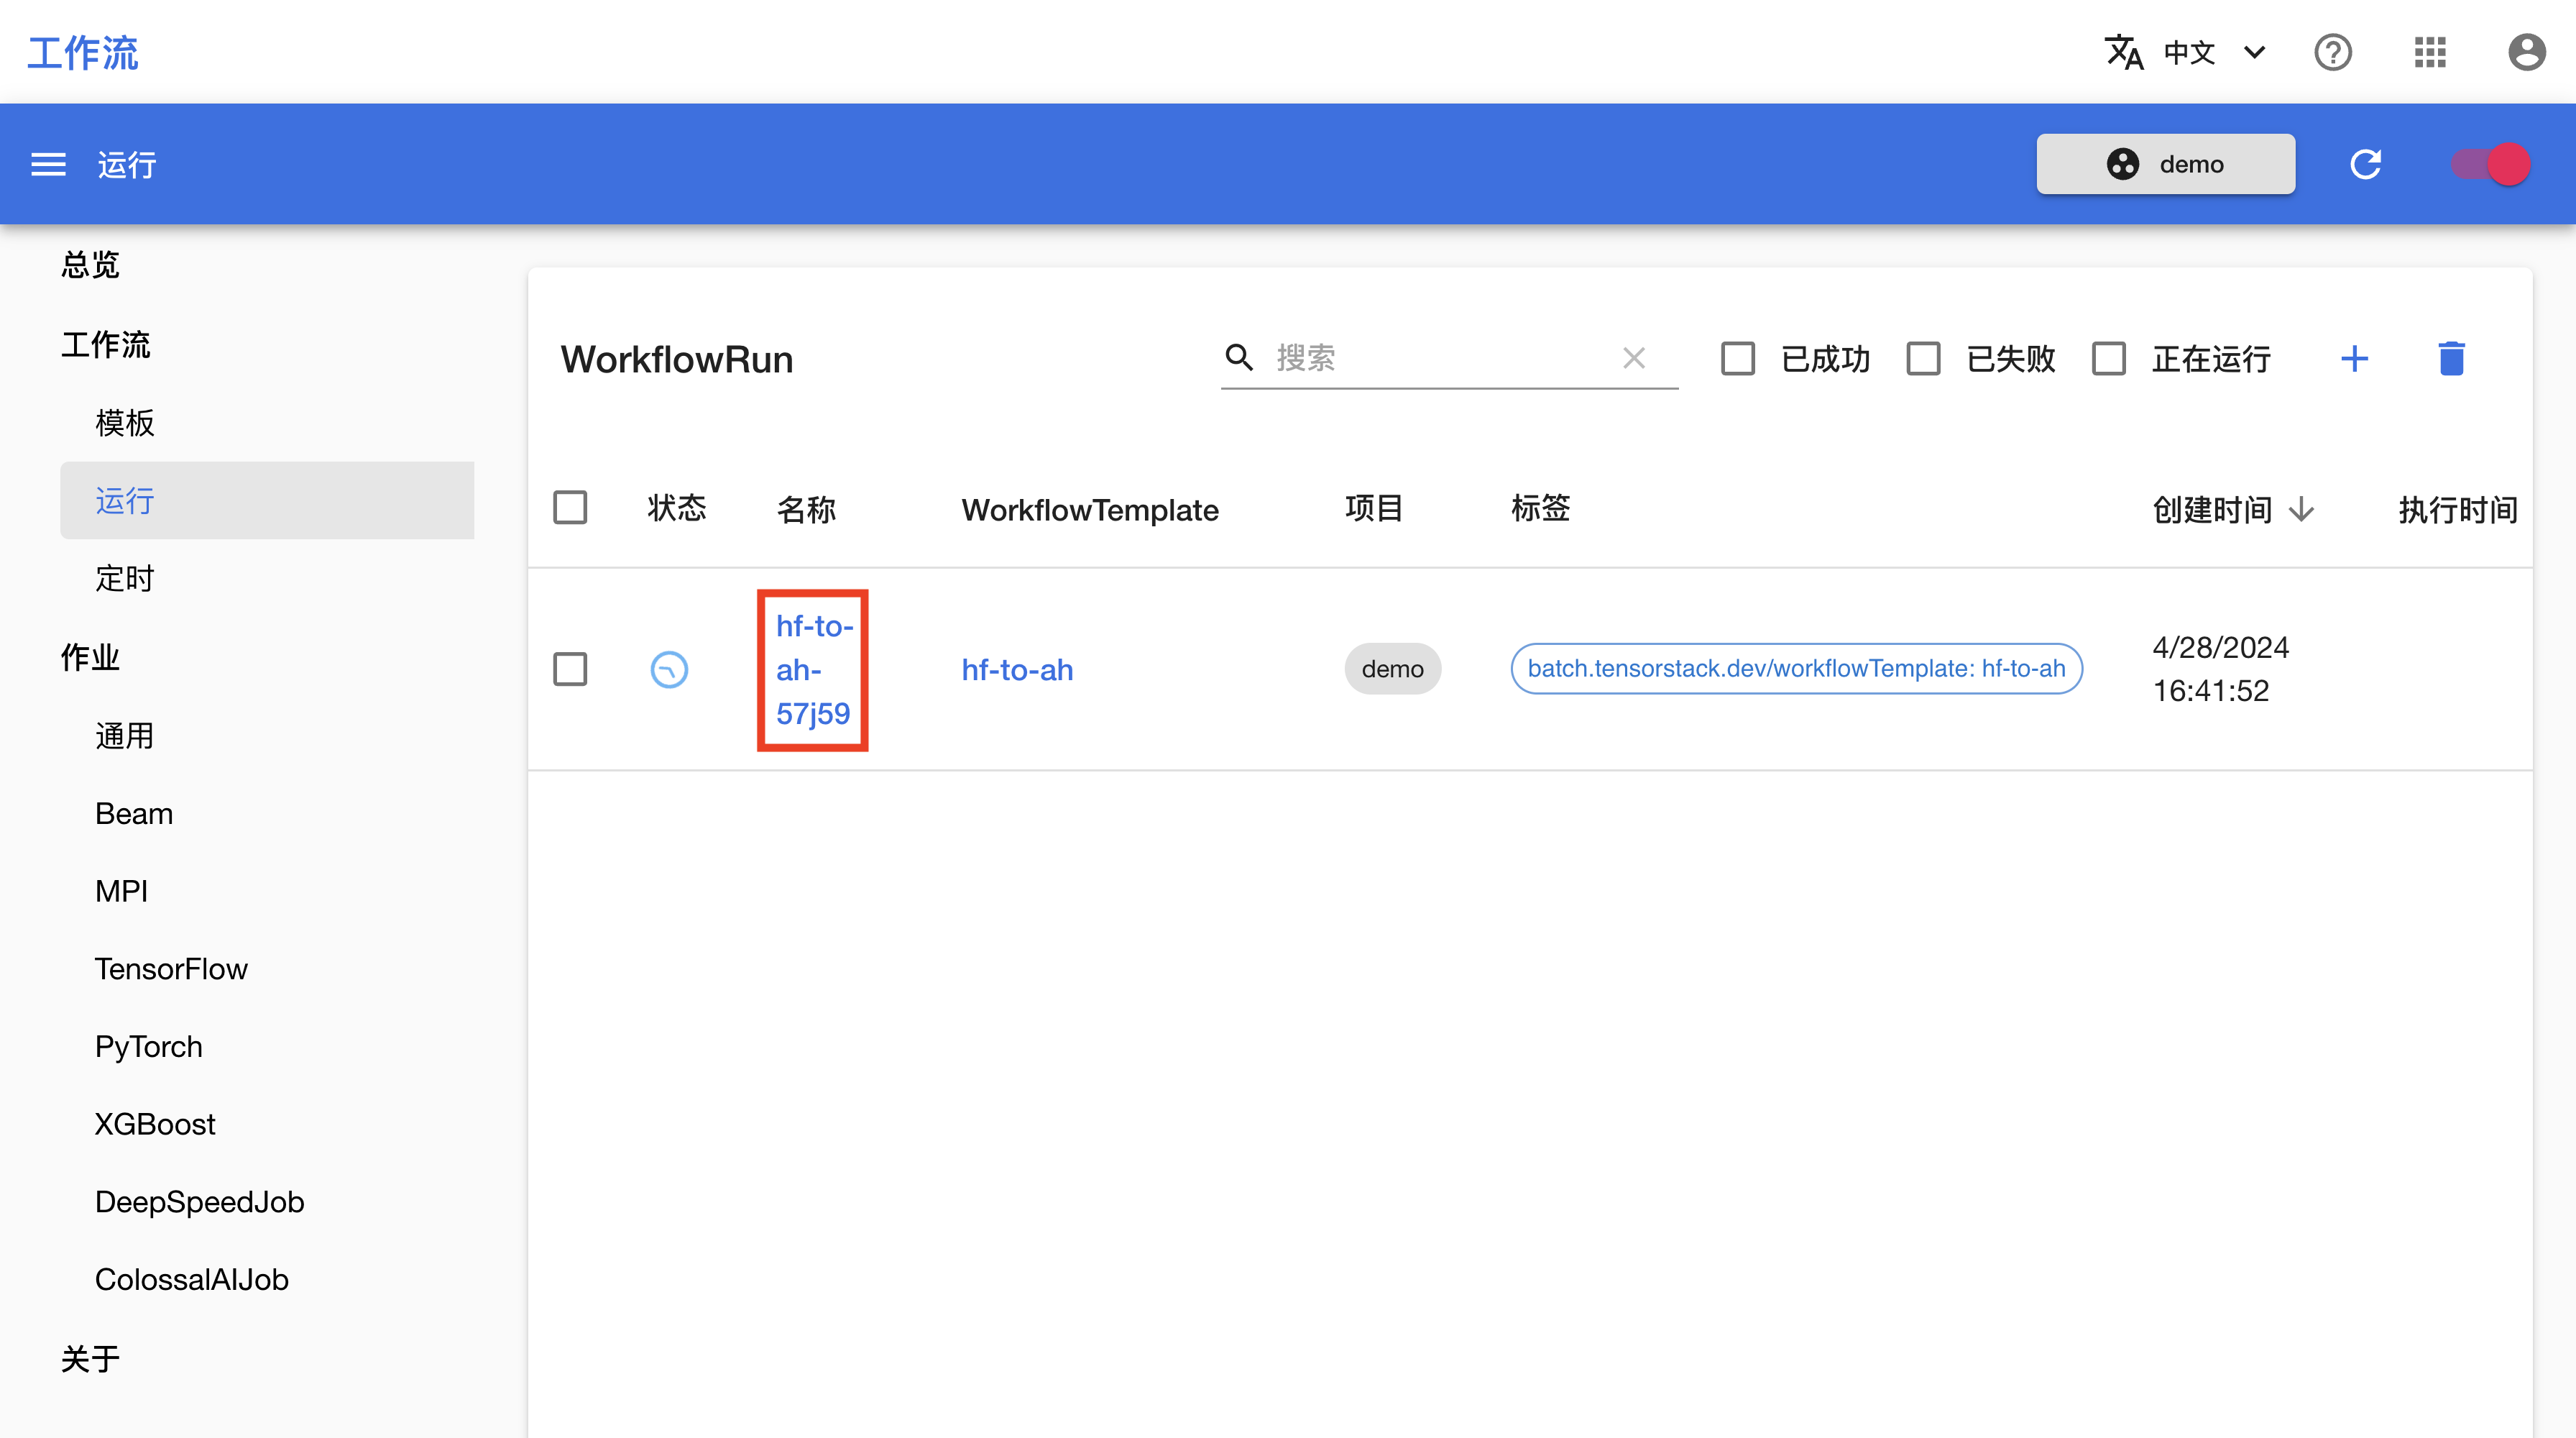 工作流
中文
运行
demo
总览
工作流
模板
运行
定时
作业
通用
Beam
MPI
TensorFlow
PyTorch
XGBoost
DeepSpeedJob
ColossalAIJob
关于
WorkflowRun
搜索
已成功
已失败
正在运行
状态
名称
WorkflowTemplate
项目
标签
创建时间
执行时间
hf-to-
ah-
57j59
hf-to-ah
demo
batch.tensorstack.dev/workflowTemplate: hf-to-ah
4/28/2024
16:41:52